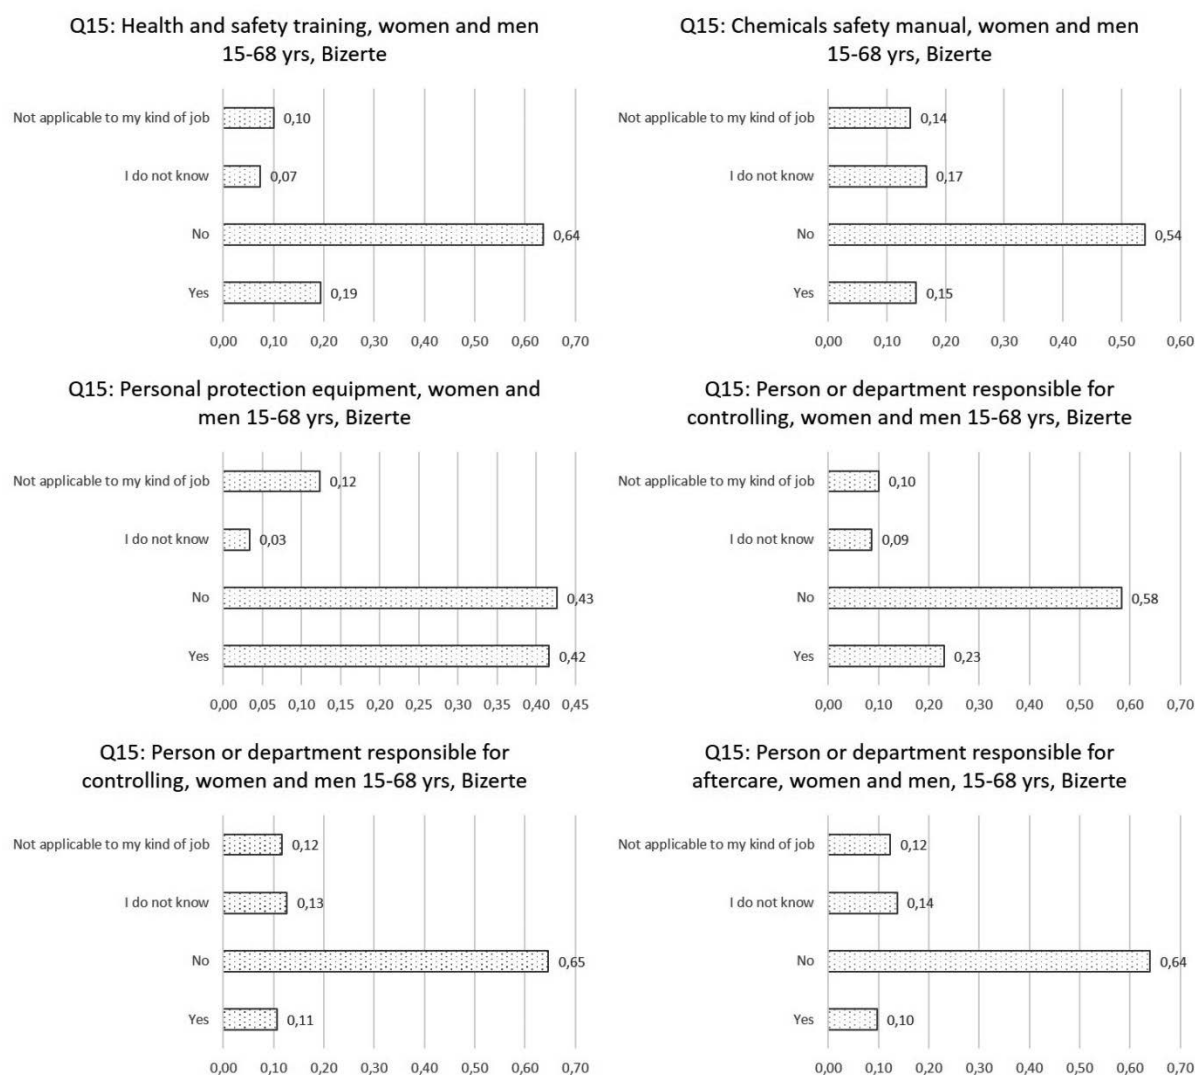 Q15: Health and safety training, women and men
15-68 yrs, Bizerte
Not applicable to my kind of job
0,10
I do not know
0,07
No
0,64
Yes
0,19
0,00 0,10 0,20 0,30 0,40 0,50 0,60 0,70
Q15: Chemicals safety manual, women and men
15-68 yrs, Bizerte
Not applicable to my kind of job
0,14
I do not know
0,17
No
0,54
Yes
0,15
0,00 0,10 0,20 0,30 0,40 0,50 0,60
Q15: Personal protection equipment, women and
men 15-68 yrs, Bizerte
Not applicable to my kind of job
0,12
I do not know
0,03
No
0,43
Yes
0,42
0,00 0,05 0,10 0,15 0,20 0,25 0,30 0,35 0,40 0,45
Q15: Person or department responsible for
controlling, women and men 15-68 yrs, Bizerte
Not applicable to my kind of job
0,10
I do not know
0,09
No
0,58
Yes
0,23
0,00 0,10 0,20 0,30 0,40 0,50 0,60 0,70
Q15: Person or department responsible for
controlling, women and men 15-68 yrs, Bizerte
Not applicable to my kind of job
0,12
I do not know
0,13
No
0,65
Yes
0,11
0,00 0,10 0,20 0,30 0,40 0,50 0,60 0,70
Q15: Person or department responsible for
aftercare, women and men, 15-68 yrs, Bizerte
Not applicable to my kind of job
0,12
I do not know
0,14
No
0,64
Yes
0,10
0,00 0,10 0,20 0,30 0,40 0,50 0,60 0,70